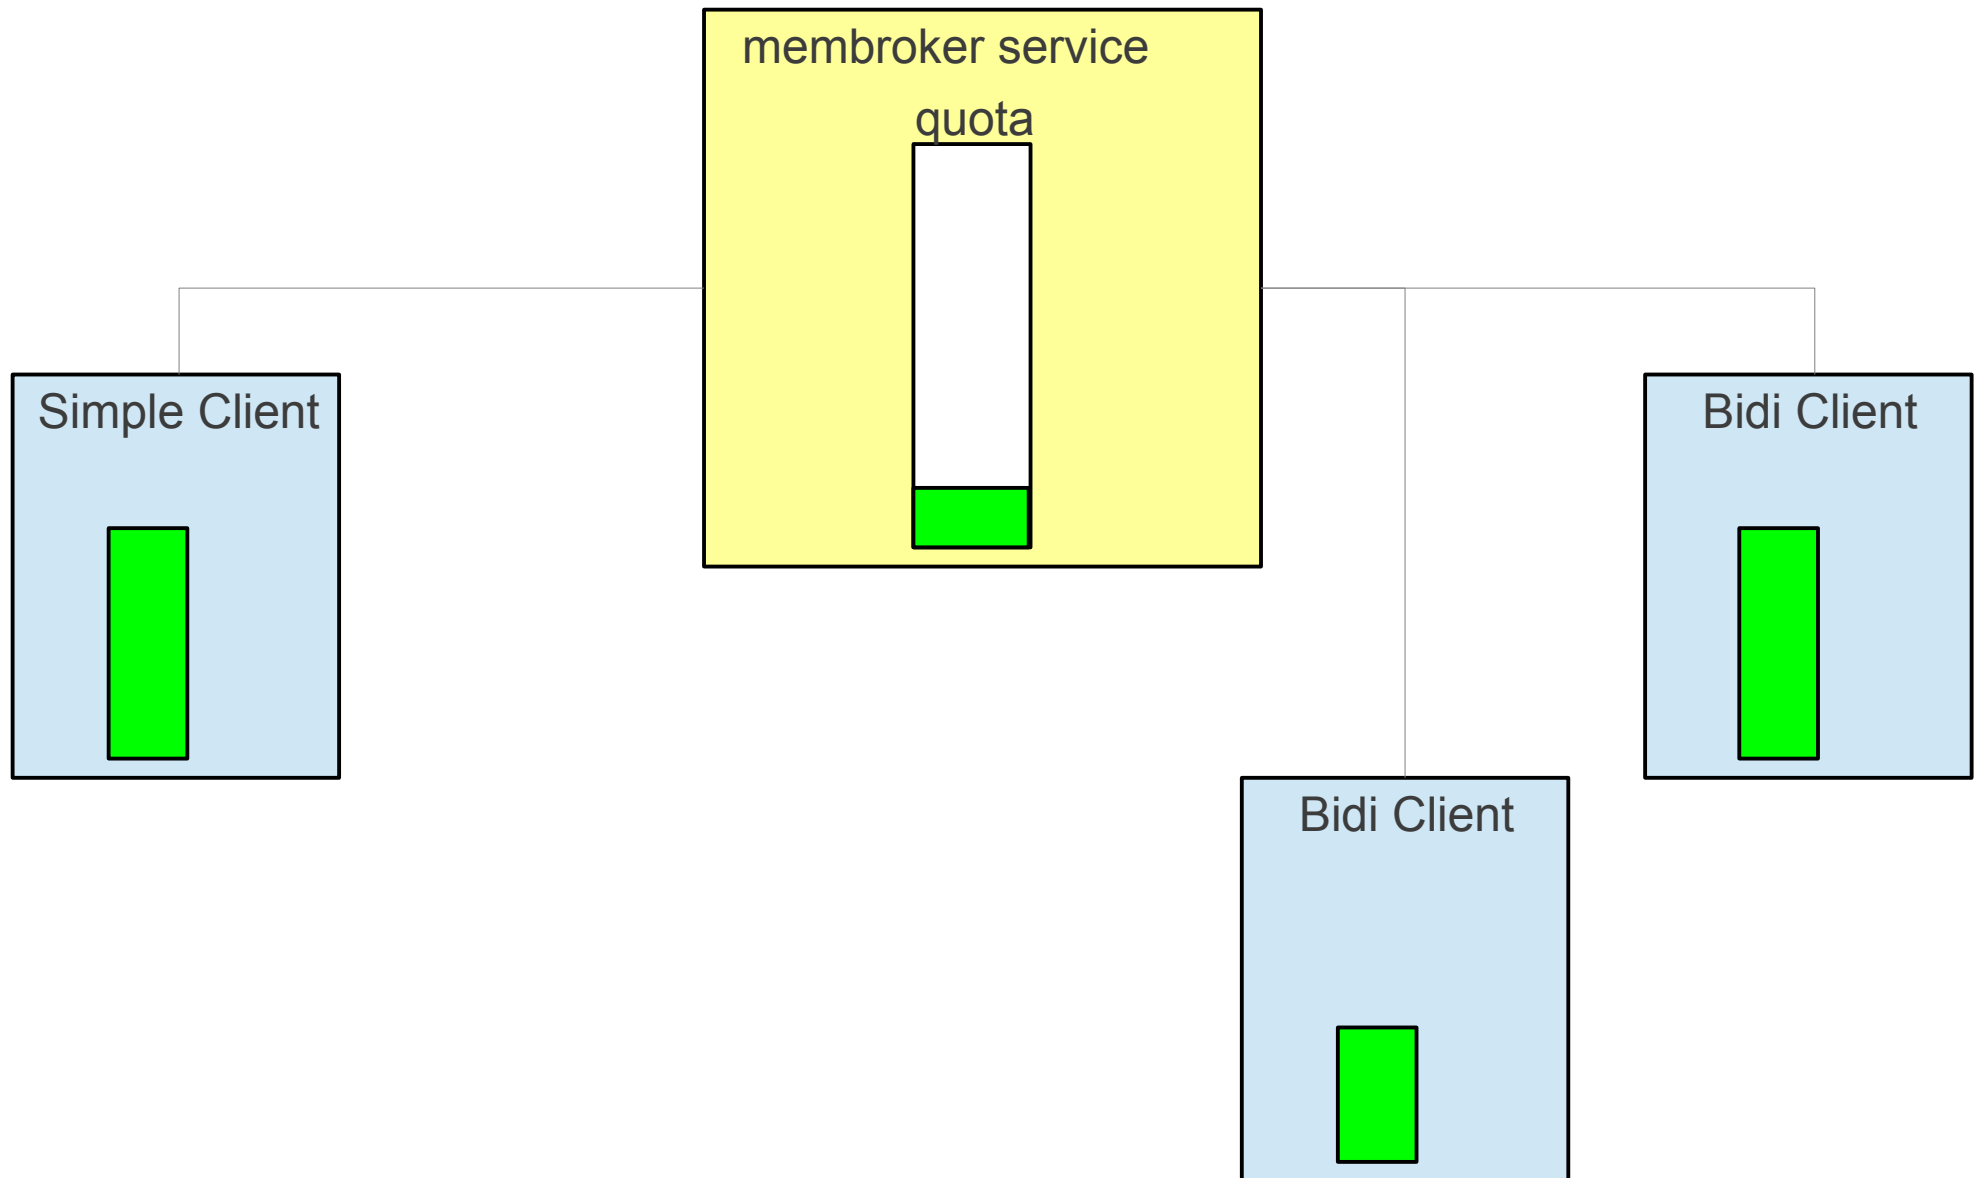 membroker service
quota
Simple Client
Bidi Client
Bidi Client